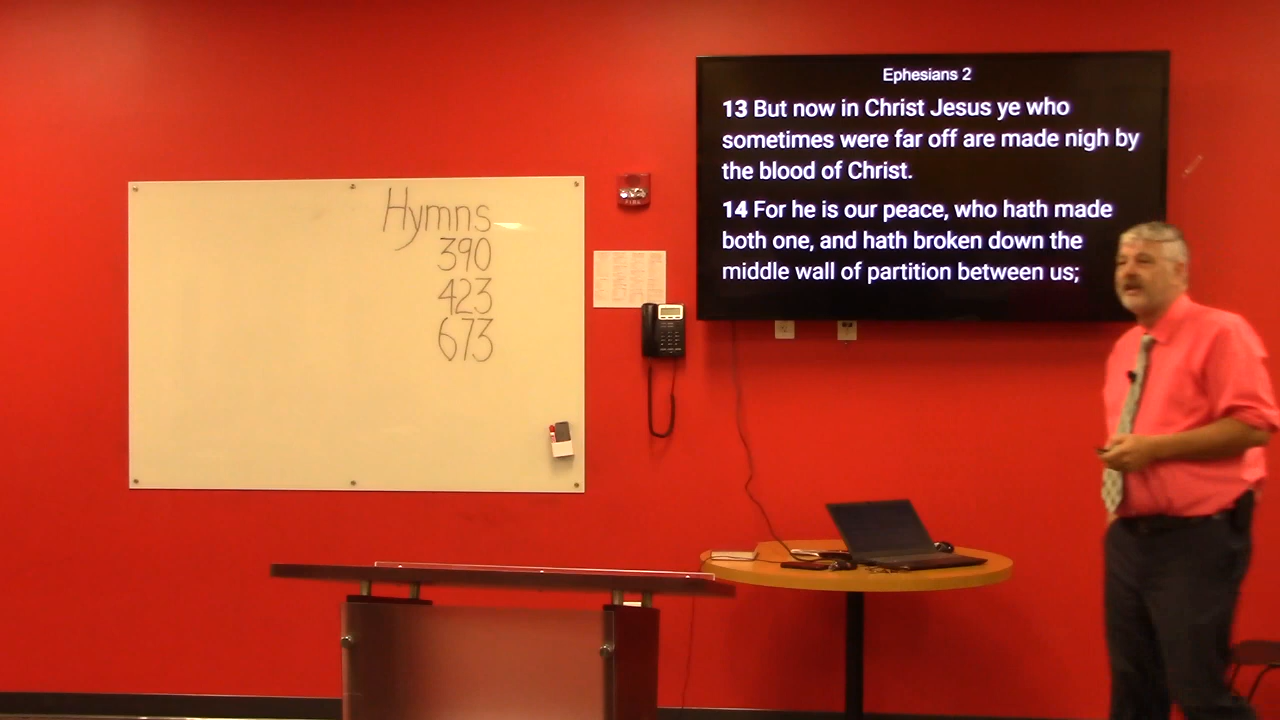 Hymns
390
423
673
FIRE
Ephesians 2
13 But now in Christ Jesus ye who
sometimes were far off are made nigh by
the blood of Christ.
14 For he is our peace, who hath made
both one, and hath broken down the
middle wall of partition between us;